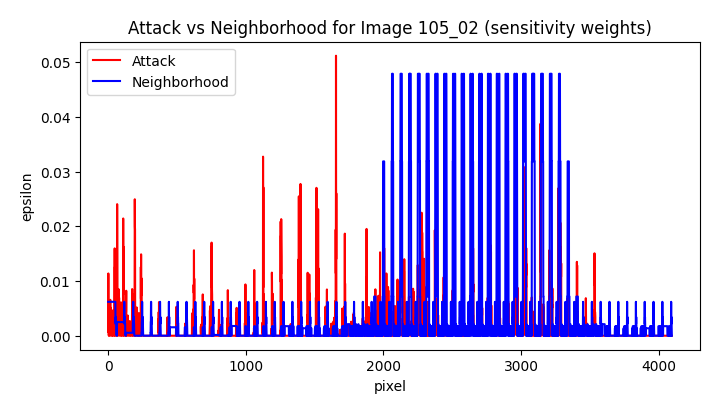 Attack vs Neighborhood for Image 105_02 (sensitivity weights)
Attack
Neighborhood
epsilon
0.05
0.04
0.03
0.02
0.01
0.00
0 1000 2000 3000 4000
pixel